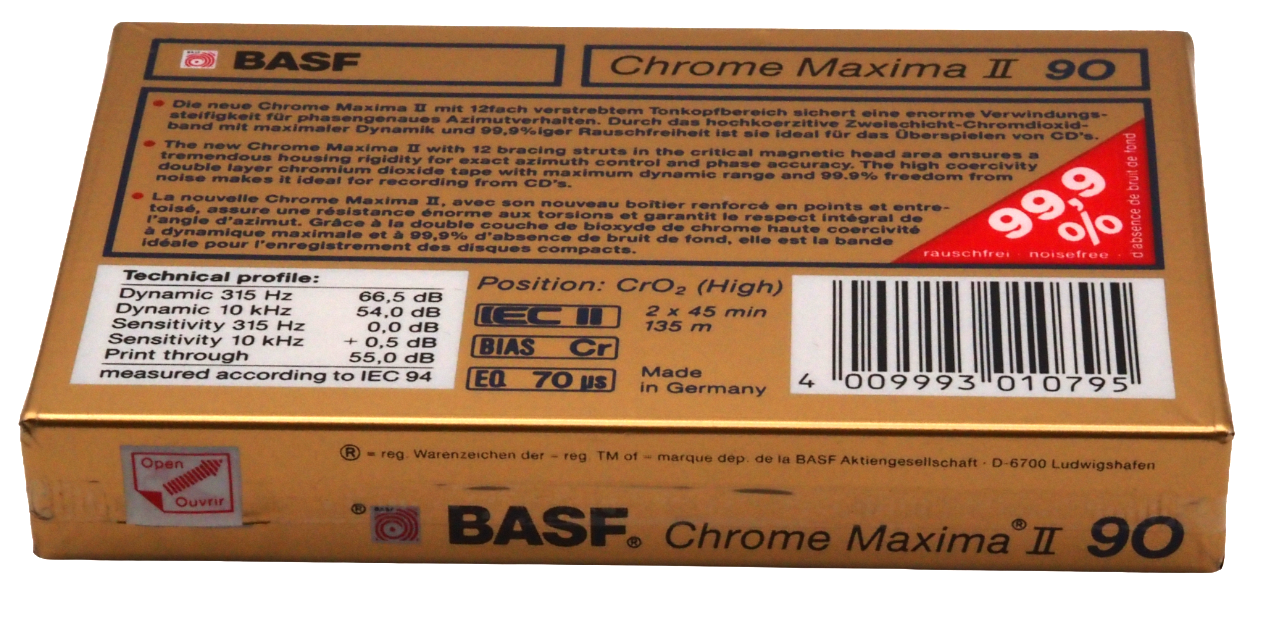 BASF
Chrome Maxima II 90
• Die neue Chrome Maxima II mit 12fach verstrebtem Tonkopfbereich sichert eine enorme Verwindungs-
steifigkeit für phasengenaues Azimutverhalten. Durch das hochkoerzitive Zweischicht-Chromdioxid-
band mit maximaler Dynamik und 99,9%iger Rauschfreiheit ist sie ideal für das Überspielen von CD's.
• The new Chrome Maxima II with 12 bracing struts in the critical magnetic head area ensures a
tremendous housing rigidity for exact azimuth control and phase accuracy. The high coercivity
double layer chromium dioxide tape with maximum dynamic range and 99.9% freedom from
noise makes it ideal for recording from CD's.
• La nouvelle Chrome Maxima II, avec son nouveau boîtier renforcé en points et entre-
toisé, assure une résistance énorme aux torsions et garantit le respect intégral de
l'angle d'azimut. Grâce à la double couche de bioxyde de chrome haute coercivité
à dynamique maximale et à 99,9% d'absence de bruit de fond, elle est la bande
idéale pour l'enregistrement des disques compacts.
99,9
%
rauschfrei · noisefree ·
d'absence de bruit de fond
Technical profile:
Dynamic 315 Hz 66,5 dB
Dynamic 10 kHz 54,0 dB
Sensitivity 315 Hz 0,0 dB
Sensitivity 10 kHz + 0,5 dB
Print through 55,0 dB
measured according to IEC 94
Position: CrO₂ (High)
IEC II
BIAS Cr
EQ 70 µs
2 x 45 min
135 m
Made
in Germany
4 009993 010795
Open
Ouvrir
® = reg. Warenzeichen der – reg TM of – marque dép. de la BASF Aktiengesellschaft · D-6700 Ludwigshafen
® BASF® Chrome Maxima® II 90